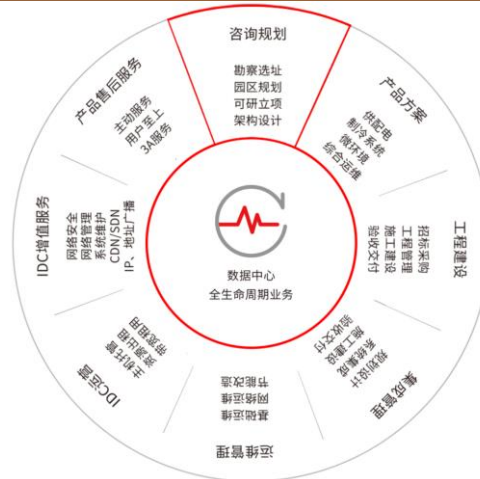 咨询规划
勘察选址
园区规划
可研立项
架构设计
产品方案
供配电
制冷系统
微环境
综合运维
工程建设
招标采购
工程管理
施工建设
验收交付
集成管理
规划设计
系统集成
施工建设
验收交付
运维管理
基础运维
网络运维
节能改造
IDC运营
主机托管
资源出租
带宽租用
IDC增值服务
网络安全
网络管理
系统维护
CDN/SDN
IP、地址广播
产品售后服务
主动服务
用户至上
3A服务
数据中心
全生命周期业务